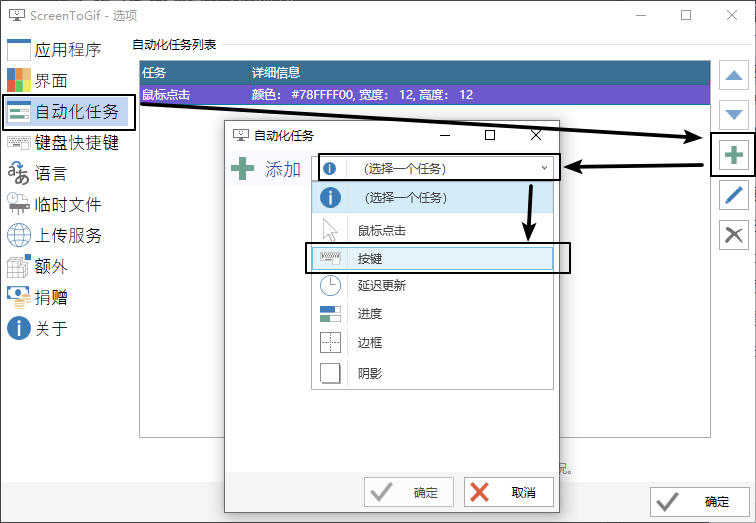 ScreenToGif - 选项
应用程序
界面
自动化任务
键盘快捷键
语言
临时文件
上传服务
额外
捐赠
关于
自动化任务列表
任务 详细信息
鼠标点击 颜色: #78FFFF00, 宽度: 12, 高度: 12
自动化任务
添加 (选择一个任务)
(选择一个任务)
鼠标点击
按键
延迟更新
进度
边框
阴影
况。
确定 取消
确定